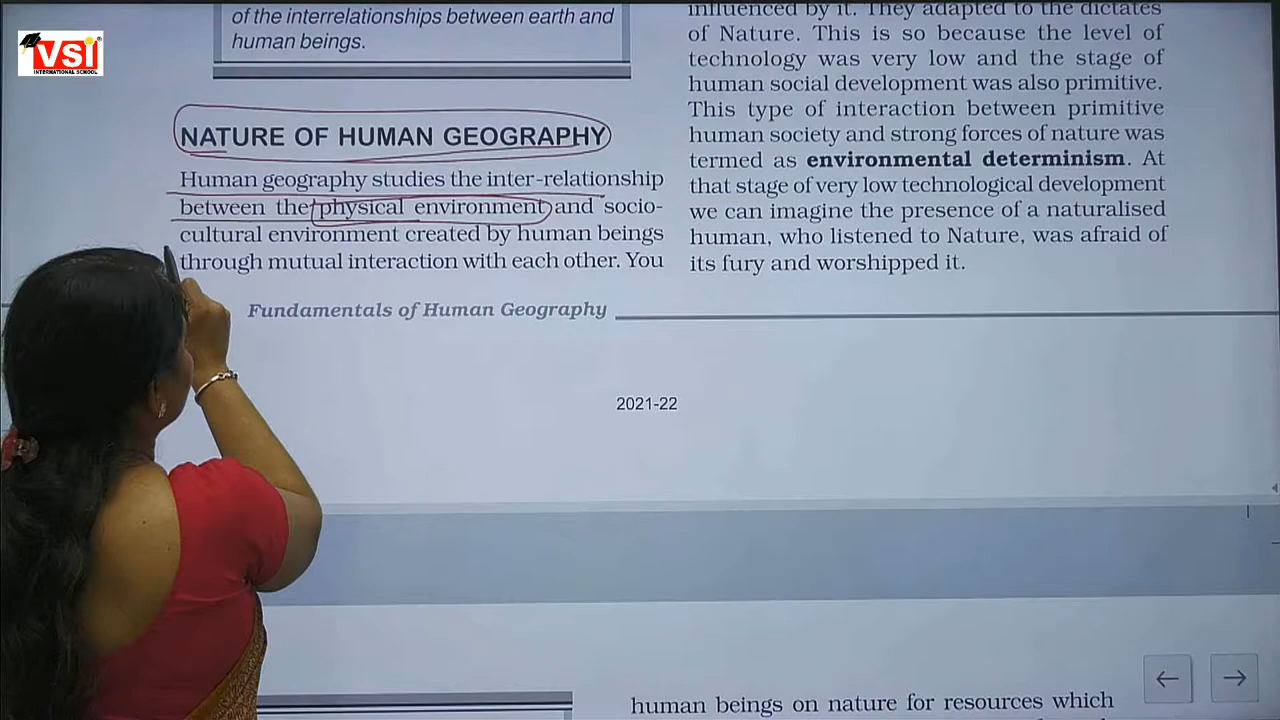 VSI
INTERNATIONAL SCHOOL
of the interrelationships between earth and
human beings.
NATURE OF HUMAN GEOGRAPHY
Human geography studies the inter-relationship
between the physical environment and socio-
cultural environment created by human beings
through mutual interaction with each other. You
influenced by it. They adapted to the dictates
of Nature. This is so because the level of
technology was very low and the stage of
human social development was also primitive.
This type of interaction between primitive
human society and strong forces of nature was
termed as environmental determinism. At
that stage of very low technological development
we can imagine the presence of a naturalised
human, who listened to Nature, was afraid of
its fury and worshipped it.
Fundamentals of Human Geography
2021-22
human beings on nature for resources which